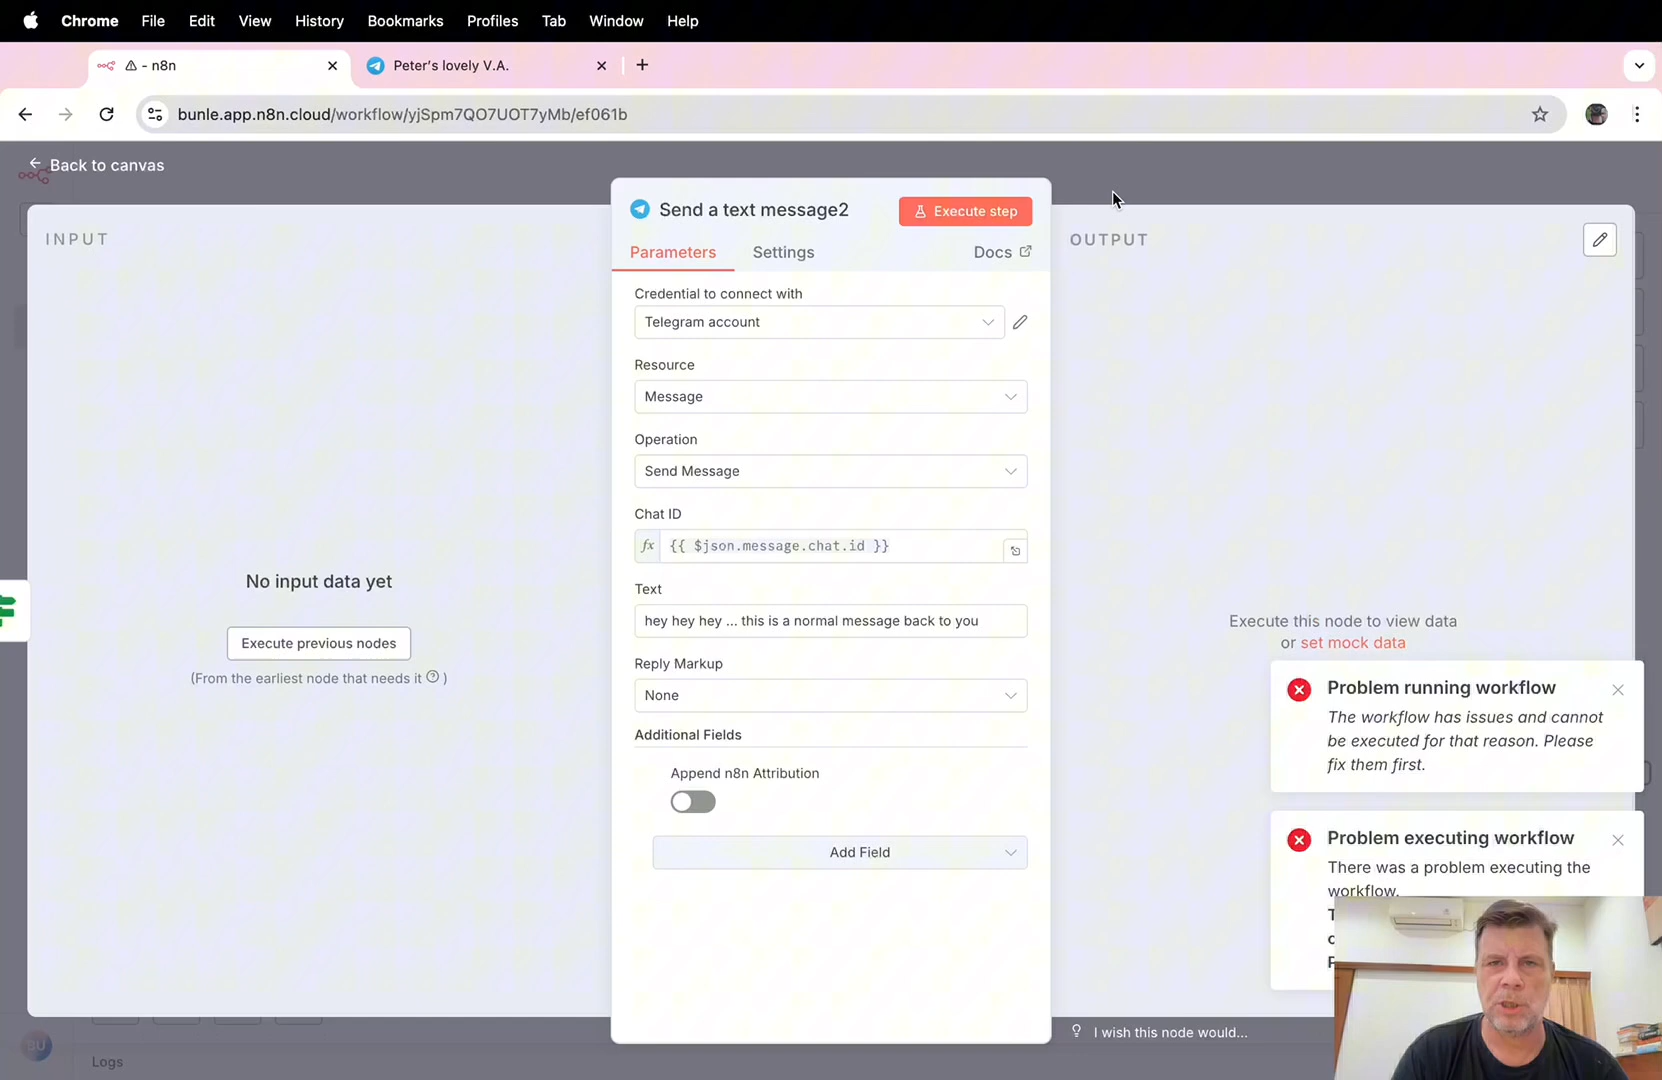 Chrome File Edit View History Bookmarks Profiles Tab Window Help
⚠ - n8n
Peter's lovely V.A.
bunle.app.n8n.cloud/workflow/yjSpm7QO7UOT7yMb/ef061b
Back to canvas
INPUT
Send a text message2
Execute step
OUTPUT
Parameters
Settings
Docs
Credential to connect with
Telegram account
Resource
Message
Operation
Send Message
Chat ID
fx {{ $json.message.chat.id }}
Text
hey hey hey ... this is a normal message back to you
Reply Markup
None
Additional Fields
Append n8n Attribution
Add Field
No input data yet
Execute previous nodes
(From the earliest node that needs it ? )
Execute this node to view data
or set mock data
Problem running workflow
The workflow has issues and cannot
be executed for that reason. Please
fix them first.
Problem executing workflow
There was a problem executing the
workflow.
I wish this node would...
BU
Logs